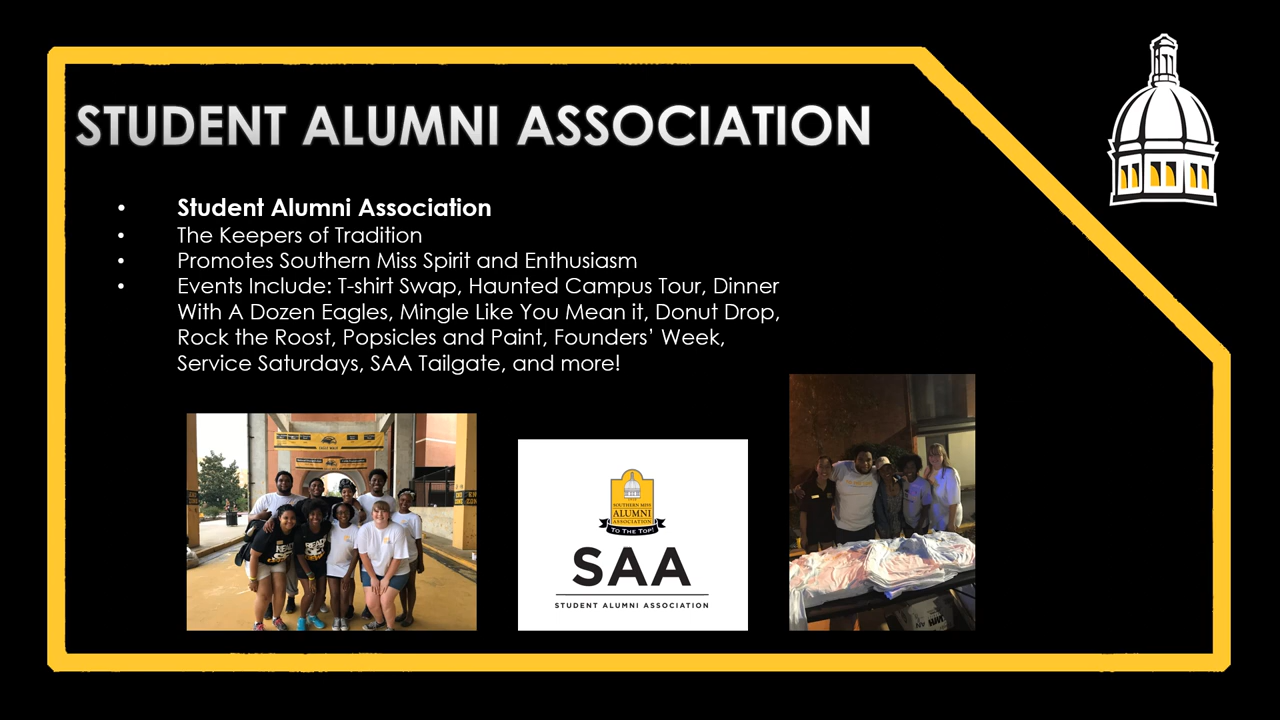 STUDENT ALUMNI ASSOCIATION
• Student Alumni Association
• The Keepers of Tradition
• Promotes Southern Miss Spirit and Enthusiasm
• Events Include: T-shirt Swap, Haunted Campus Tour, Dinner
With A Dozen Eagles, Mingle Like You Mean it, Donut Drop,
Rock the Roost, Popsicles and Paint, Founders’ Week,
Service Saturdays, SAA Tailgate, and more!
SOUTHERN MISS
ALUMNI
ASSOCIATION
TO THE TOP!
SAA
STUDENT ALUMNI ASSOCIATION